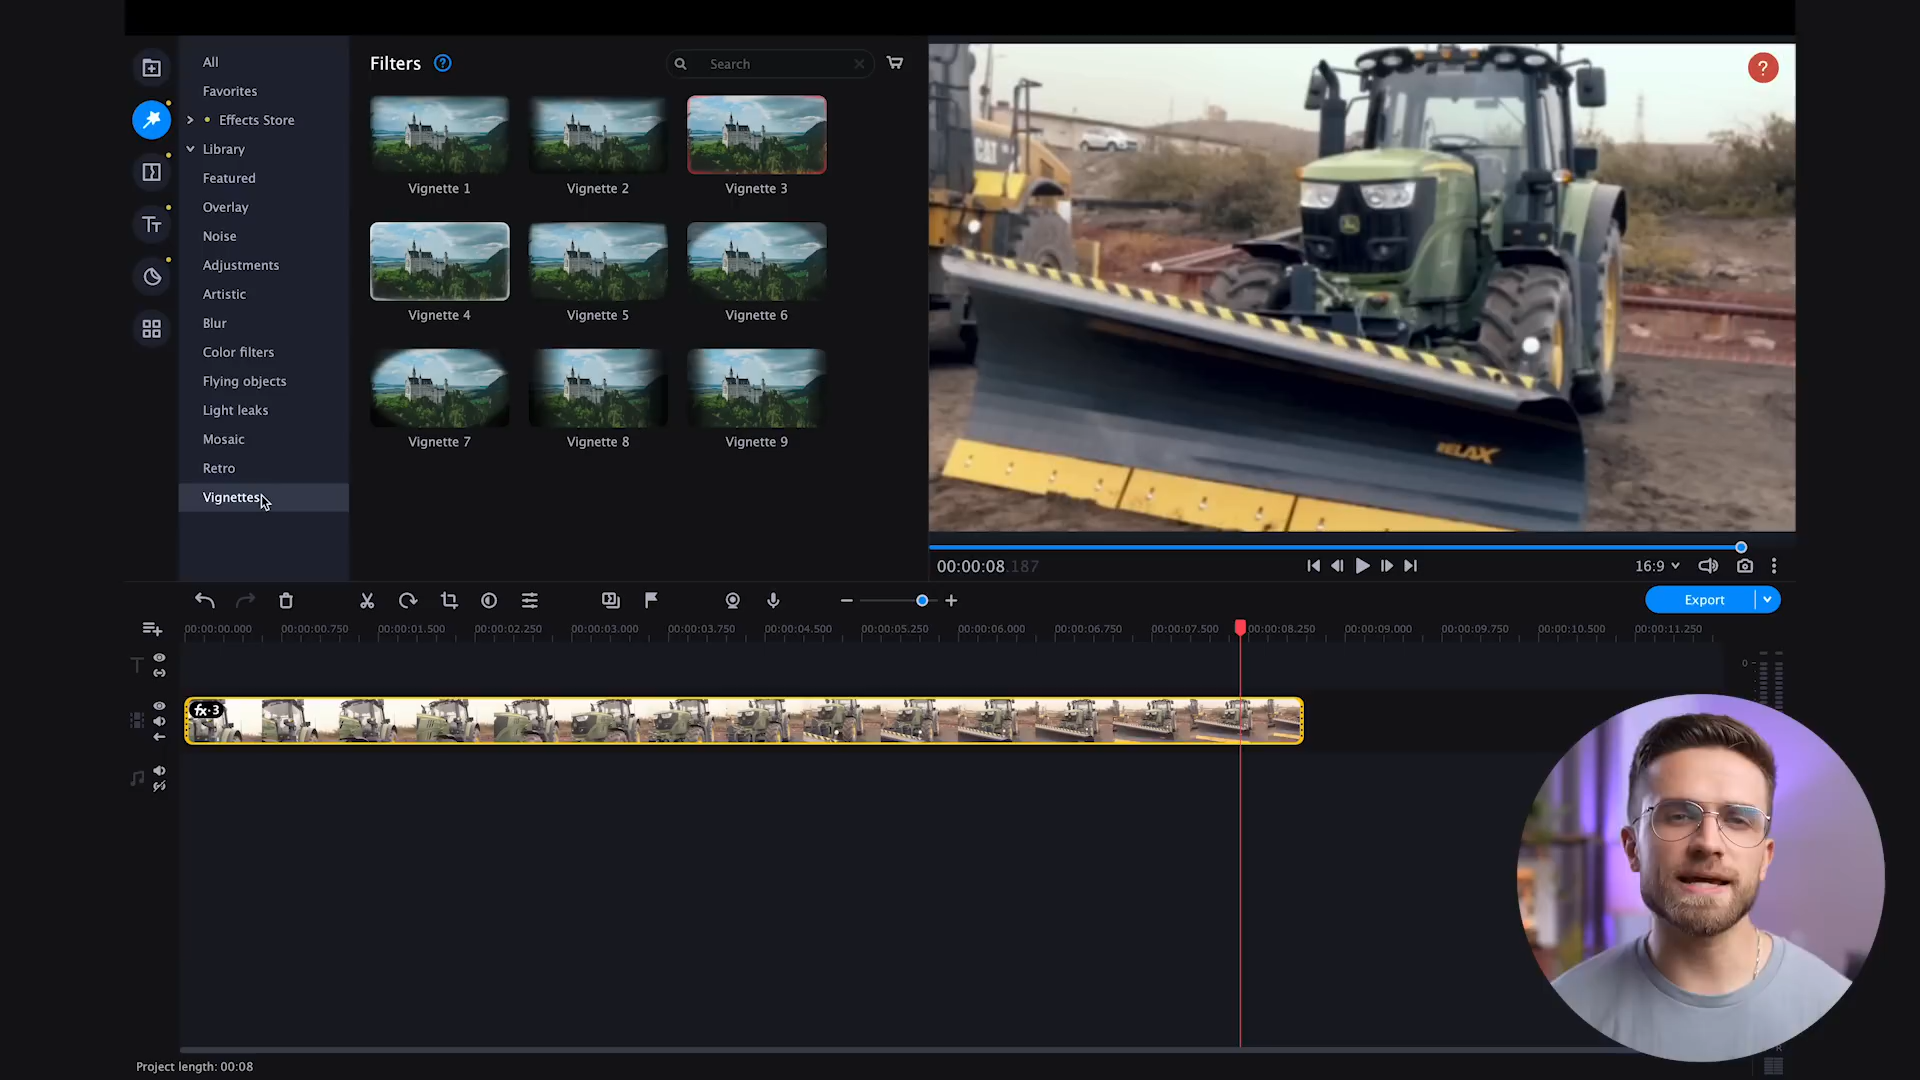 All
Favorites
Effects Store
Library
Featured
Overlay
Noise
Adjustments
Artistic
Blur
Color filters
Flying objects
Light leaks
Mosaic
Retro
Vignettes
Filters ?
Search
Vignette 1
Vignette 2
Vignette 3
Vignette 4
Vignette 5
Vignette 6
Vignette 7
Vignette 8
Vignette 9
?
CAT
RELAX
00:00:08.187
16:9
Export
00:00:00.000 00:00:00.750 00:00:01.500 00:00:02.250 00:00:03.000 00:00:03.750 00:00:04.500 00:00:05.250 00:00:06.000 00:00:06.750 00:00:07.500 00:00:08.250 00:00:09.000 00:00:09.750 00:00:10.500 00:00:11.250
0
fx·3
Project length: 00:08